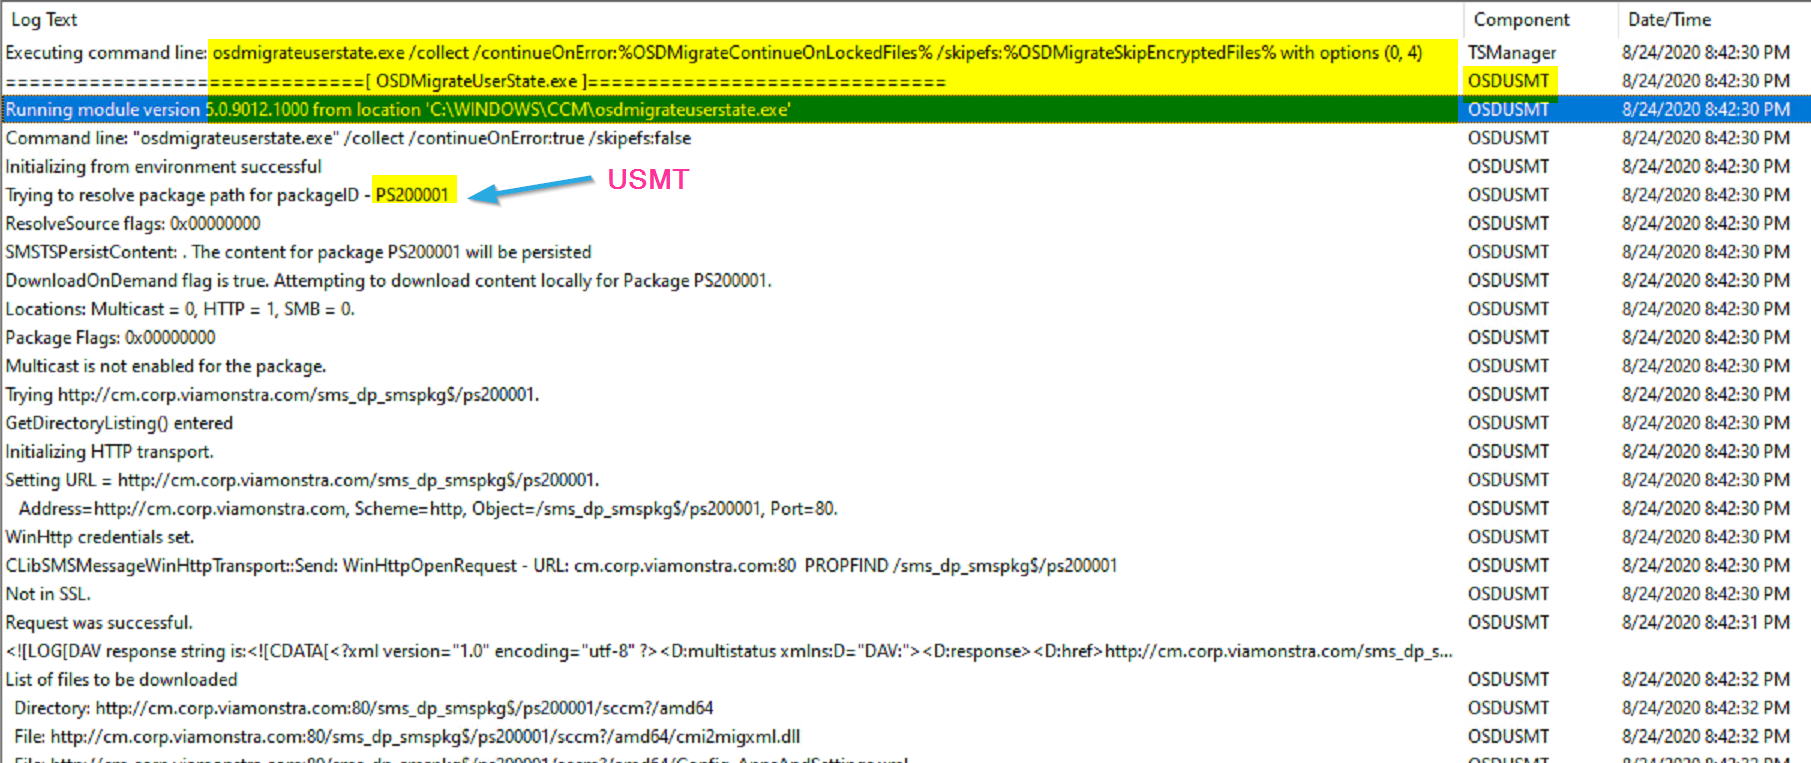 Log Text Component Date/Time
Executing command line: osdmigrateuserstate.exe /collect /continueOnError:%OSDMigrateContinueOnLockedFiles% /skipefs:%OSDMigrateSkipEncryptedFiles% with options (0, 4) TSManager 8/24/2020 8:42:30 PM
==============================[ OSDMigrateUserState.exe ]============================== OSDUSMT 8/24/2020 8:42:30 PM
Running module version 5.0.9012.1000 from location 'C:\WINDOWS\CCM\osdmigrateuserstate.exe' OSDUSMT 8/24/2020 8:42:30 PM
Command line: "osdmigrateuserstate.exe" /collect /continueOnError:true /skipefs:false OSDUSMT 8/24/2020 8:42:30 PM
Initializing from environment successful OSDUSMT 8/24/2020 8:42:30 PM
Trying to resolve package path for packageID - PS200001 USMT OSDUSMT 8/24/2020 8:42:30 PM
ResolveSource flags: 0x00000000 OSDUSMT 8/24/2020 8:42:30 PM
SMSTSPersistContent: . The content for package PS200001 will be persisted OSDUSMT 8/24/2020 8:42:30 PM
DownloadOnDemand flag is true. Attempting to download content locally for Package PS200001. OSDUSMT 8/24/2020 8:42:30 PM
Locations: Multicast = 0, HTTP = 1, SMB = 0. OSDUSMT 8/24/2020 8:42:30 PM
Package Flags: 0x00000000 OSDUSMT 8/24/2020 8:42:30 PM
Multicast is not enabled for the package. OSDUSMT 8/24/2020 8:42:30 PM
Trying http://cm.corp.viamonstra.com/sms_dp_smspkg$/ps200001. OSDUSMT 8/24/2020 8:42:30 PM
GetDirectoryListing() entered OSDUSMT 8/24/2020 8:42:30 PM
Initializing HTTP transport. OSDUSMT 8/24/2020 8:42:30 PM
Setting URL = http://cm.corp.viamonstra.com/sms_dp_smspkg$/ps200001. OSDUSMT 8/24/2020 8:42:30 PM
Address=http://cm.corp.viamonstra.com, Scheme=http, Object=/sms_dp_smspkg$/ps200001, Port=80. OSDUSMT 8/24/2020 8:42:30 PM
WinHttp credentials set. OSDUSMT 8/24/2020 8:42:30 PM
CLibSMSMessageWinHttpTransport::Send: WinHttpOpenRequest - URL: cm.corp.viamonstra.com:80 PROPFIND /sms_dp_smspkg$/ps200001 OSDUSMT 8/24/2020 8:42:30 PM
Not in SSL. OSDUSMT 8/24/2020 8:42:30 PM
Request was successful. OSDUSMT 8/24/2020 8:42:31 PM
<![LOG[DAV response string is:<![CDATA[<?xml version="1.0" encoding="utf-8" ?><D:multistatus xmlns:D="DAV:"><D:response><D:href>http://cm.corp.viamonstra.com/sms_dp_s...
List of files to be downloaded OSDUSMT 8/24/2020 8:42:32 PM
Directory: http://cm.corp.viamonstra.com:80/sms_dp_smspkg$/ps200001/sccm?/amd64 OSDUSMT 8/24/2020 8:42:32 PM
File: http://cm.corp.viamonstra.com:80/sms_dp_smspkg$/ps200001/sccm?/amd64/cmi2migxml.dll OSDUSMT 8/24/2020 8:42:32 PM